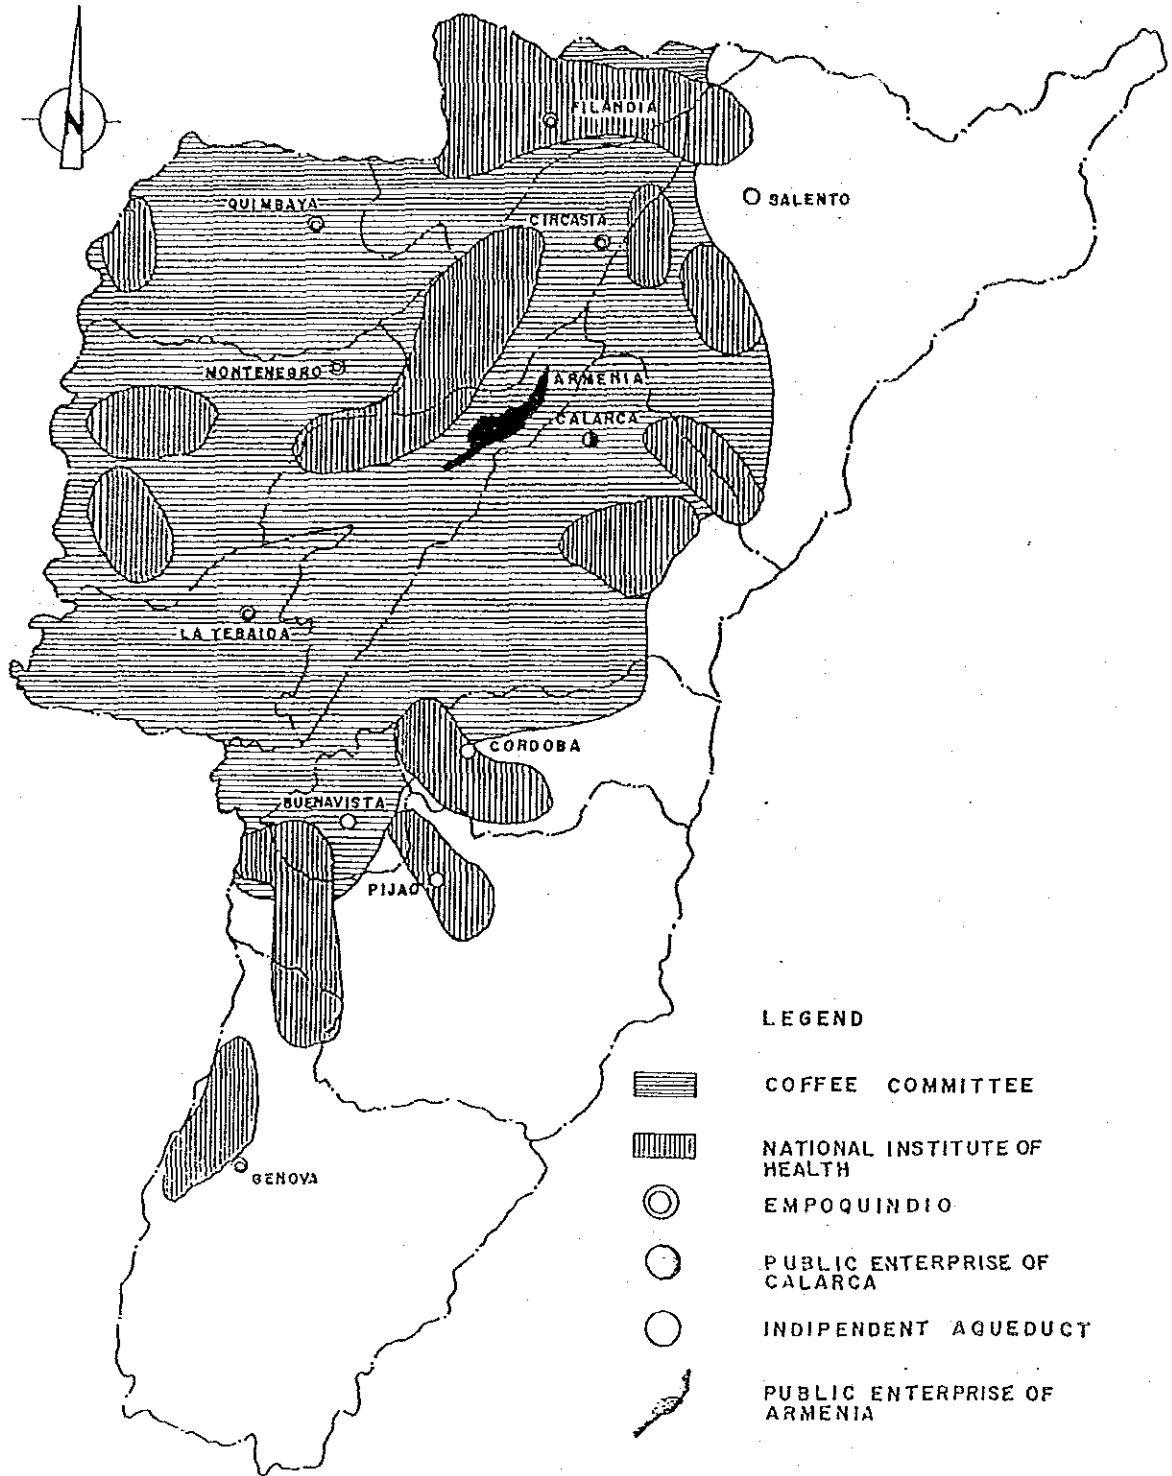 N
FILANDIA
SALENTO
QUIMBAYA
CIRCASIA
MONTENEGRO
ARMENIA
CALARCA
LA TEBAIDA
CORDOBA
BUENAVISTA
PIJAO
GENOVA
LEGEND
COFFEE COMMITTEE
NATIONAL INSTITUTE OF
HEALTH
EMPOQUINDIO
PUBLIC ENTERPRISE OF
CALARCA
INDIPENDENT AQUEDUCT
PUBLIC ENTERPRISE OF
ARMENIA